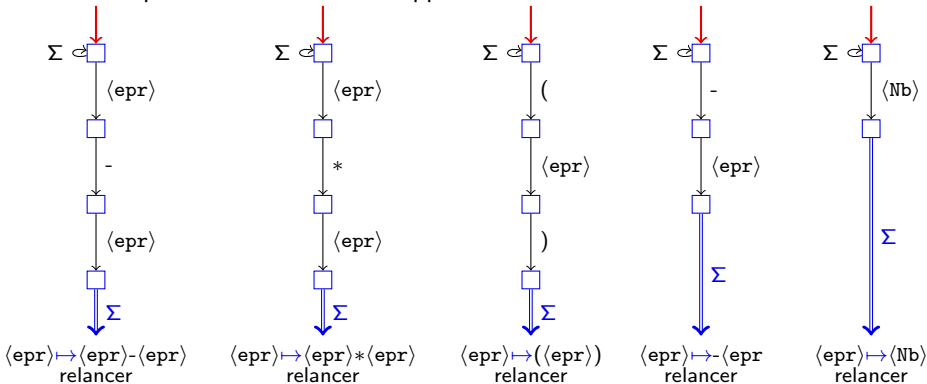 Σ Σ Σ Σ Σ
⟨epr⟩ ⟨epr⟩ ( - ⟨Nb⟩
- * ⟨epr⟩ ⟨epr⟩
⟨epr⟩ ⟨epr⟩ ) Σ Σ
Σ Σ Σ
⟨epr⟩↦⟨epr⟩-⟨epr⟩ ⟨epr⟩↦⟨epr⟩*⟨epr⟩ ⟨epr⟩↦(⟨epr⟩) ⟨epr⟩↦-⟨epr ⟨epr⟩↦⟨Nb⟩
relancer relancer relancer relancer relancer